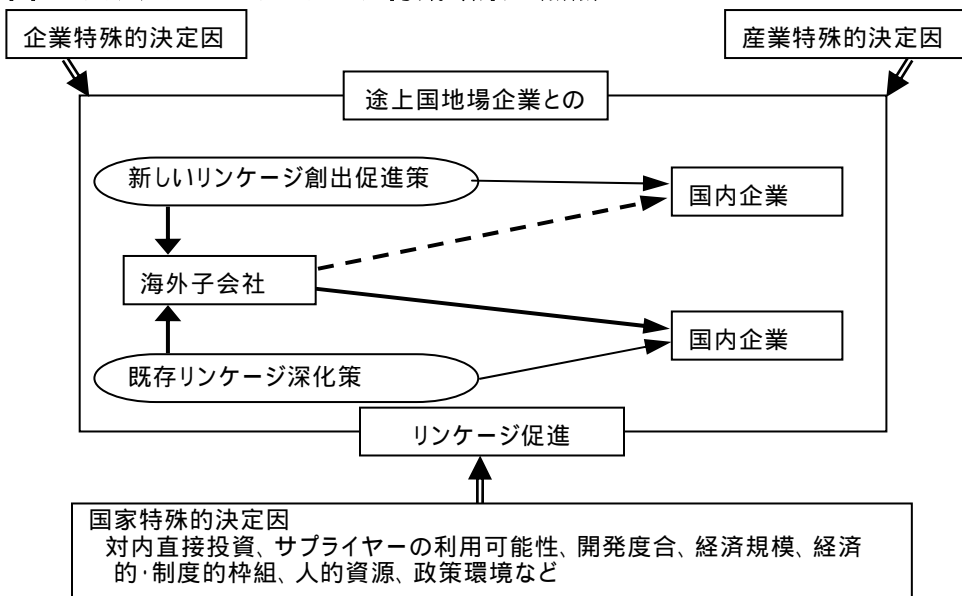 企業特殊的決定因
産業特殊的決定因
途上国地場企業との
新しいリンケージ創出促進策
国内企業
海外子会社
国内企業
既存リンケージ深化策
リンケージ促進
国家特殊的決定因
対内直接投資、サプライヤーの利用可能性、開発度合、経済規模、経済
的・制度的枠組、人的資源、政策環境など